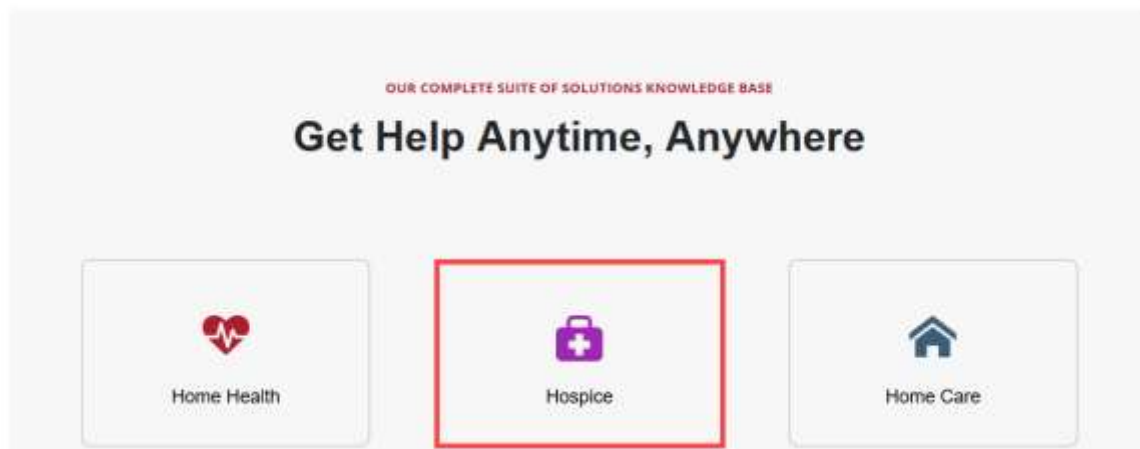 OUR COMPLETE SUITE OF SOLUTIONS KNOWLEDGE BASE
Get Help Anytime, Anywhere
Home Health
Hospice
Home Care